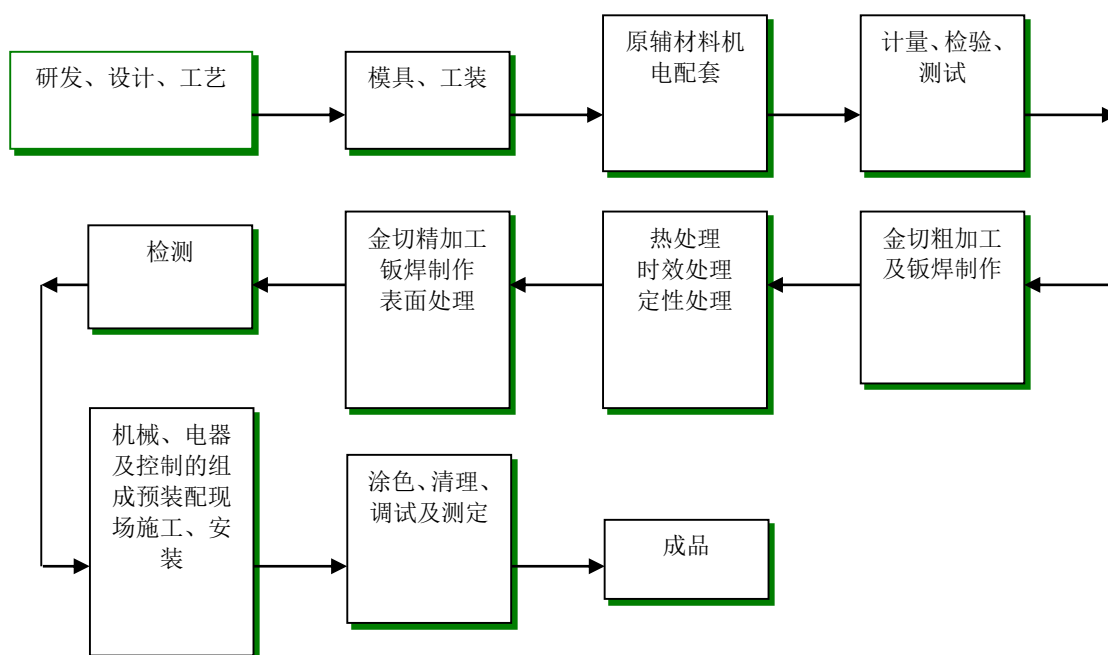 研发、设计、工艺
模具、工装
原辅材料机
电配套
计量、检验、
测试
金切粗加工
及钣焊制作
热处理
时效处理
定性处理
金切精加工
钣焊制作
表面处理
检测
机械、电器
及控制的组
成预装配现
场施工、安
装
涂色、清理、
调试及测定
成品